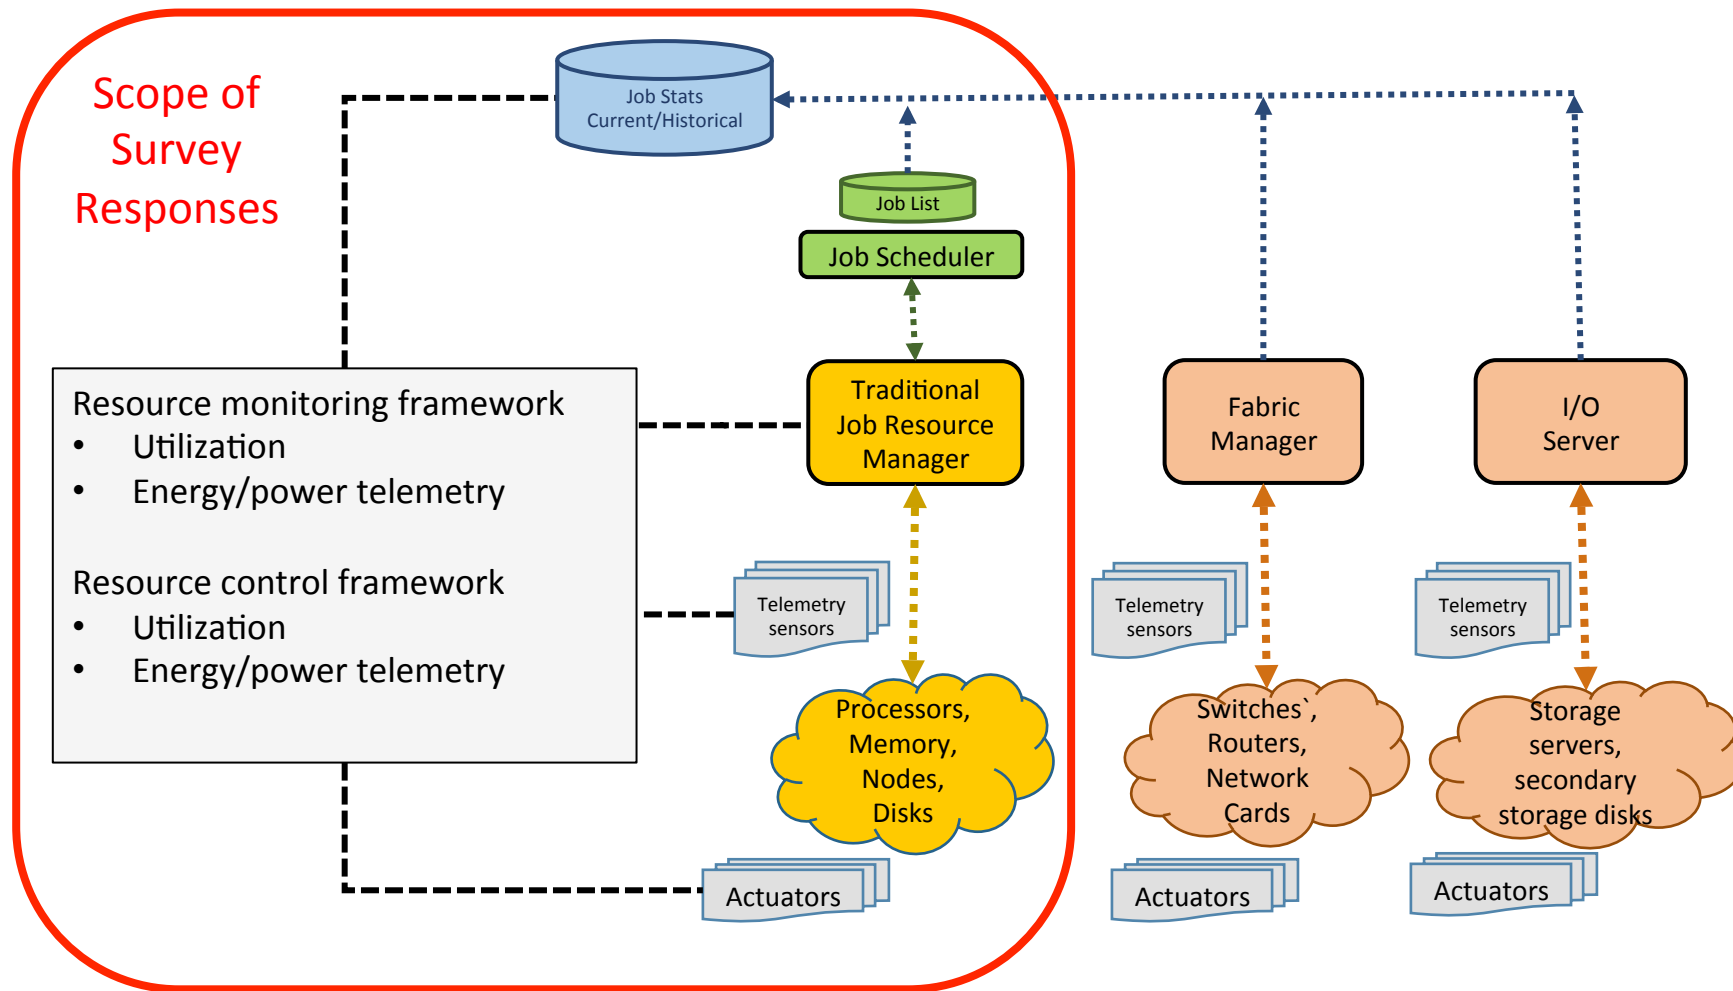 Scope of
Survey
Responses
Job Stats
Current/Historical
Job List
Job Scheduler
Resource monitoring framework
• Utilization
• Energy/power telemetry
Resource control framework
• Utilization
• Energy/power telemetry
Traditional
Job Resource
Manager
Fabric
Manager
I/O
Server
Telemetry
sensors
Telemetry
sensors
Telemetry
sensors
Processors,
Memory,
Nodes,
Disks
Switches`,
Routers,
Network
Cards
Storage
servers,
secondary
storage disks
Actuators
Actuators
Actuators